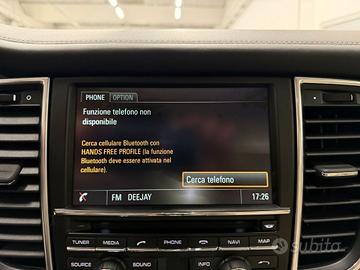 PHONE OPTION
Funzione telefono non
disponibile
Cerca cellulare Bluetooth con
HANDS FREE PROFILE (la funzione
Bluetooth deve essere attivata nel
cellulare).
Cerca telefono
FM DEEJAY 17:26
TUNER MEDIA PHONE NAVI MAP
SOUND SOURCE INFO
subito